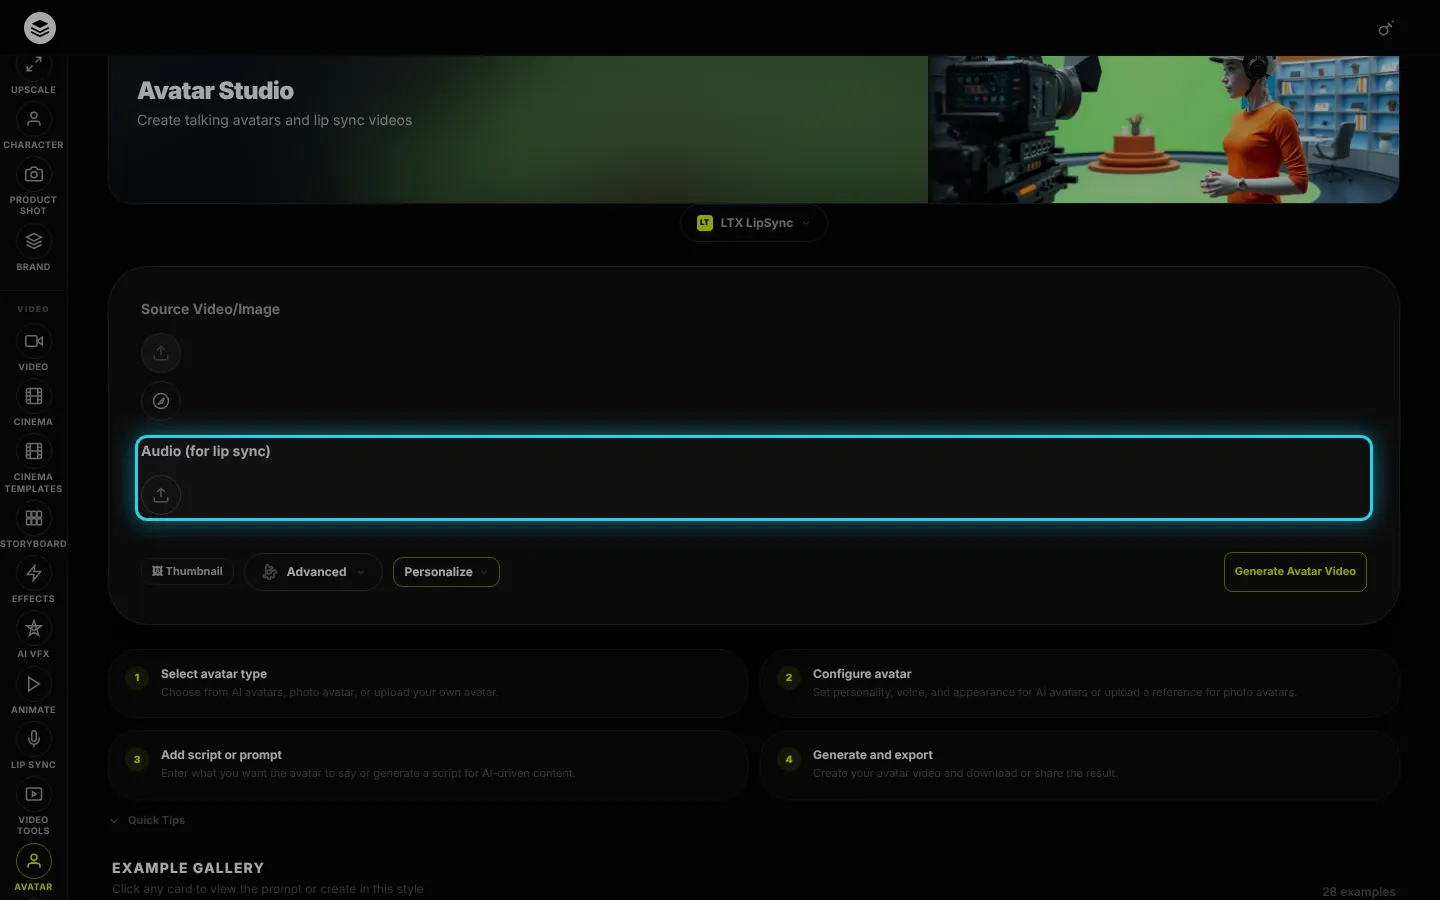 Avatar Studio
Create talking avatars and lip sync videos
LT LTX LipSync
UPSCALE
CHARACTER
PRODUCT
SHOT
BRAND
VIDEO
VIDEO
CINEMA
CINEMA
TEMPLATES
STORYBOARD
EFFECTS
AI VFX
ANIMATE
LIP SYNC
VIDEO
TOOLS
AVATAR
Source Video/Image
Audio (for lip sync)
Thumbnail
Advanced
Personalize
Generate Avatar Video
1
Select avatar type
Choose from AI avatars, photo avatar, or upload your own avatar.
2
Configure avatar
Set personality, voice, and appearance for AI avatars or upload a reference for photo avatars.
3
Add script or prompt
Enter what you want the avatar to say or generate a script for AI-driven content.
4
Generate and export
Create your avatar video and download or share the result.
Quick Tips
EXAMPLE GALLERY
Click any card to view the prompt or create in this style
28 examples